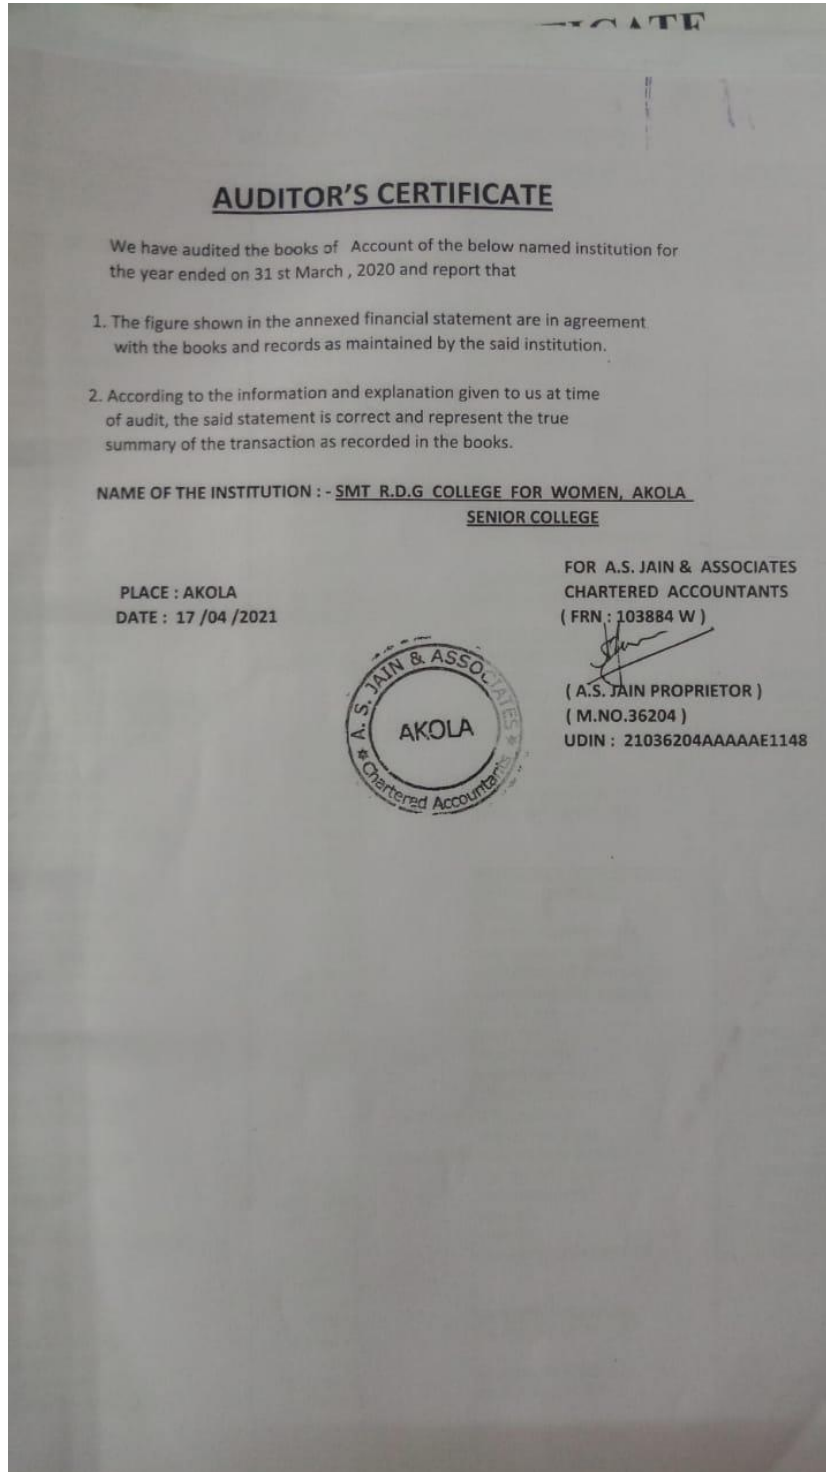 AUDITOR'S CERTIFICATE
We have audited the books of Account of the below named institution for
the year ended on 31 st March , 2020 and report that
1. The figure shown in the annexed financial statement are in agreement
with the books and records as maintained by the said institution.
2. According to the information and explanation given to us at time
of audit, the said statement is correct and represent the true
summary of the transaction as recorded in the books.
NAME OF THE INSTITUTION : - SMT R.D.G COLLEGE FOR WOMEN, AKOLA
SENIOR COLLEGE
PLACE : AKOLA
DATE : 17 /04 /2021
FOR A.S. JAIN & ASSOCIATES
CHARTERED ACCOUNTANTS
( FRN : 103884 W )
( A.S. JAIN PROPRIETOR )
( M.NO.36204 )
UDIN : 21036204AAAAAE1148
A. S. JAIN & ASSOCIATES
AKOLA
Chartered Accountants